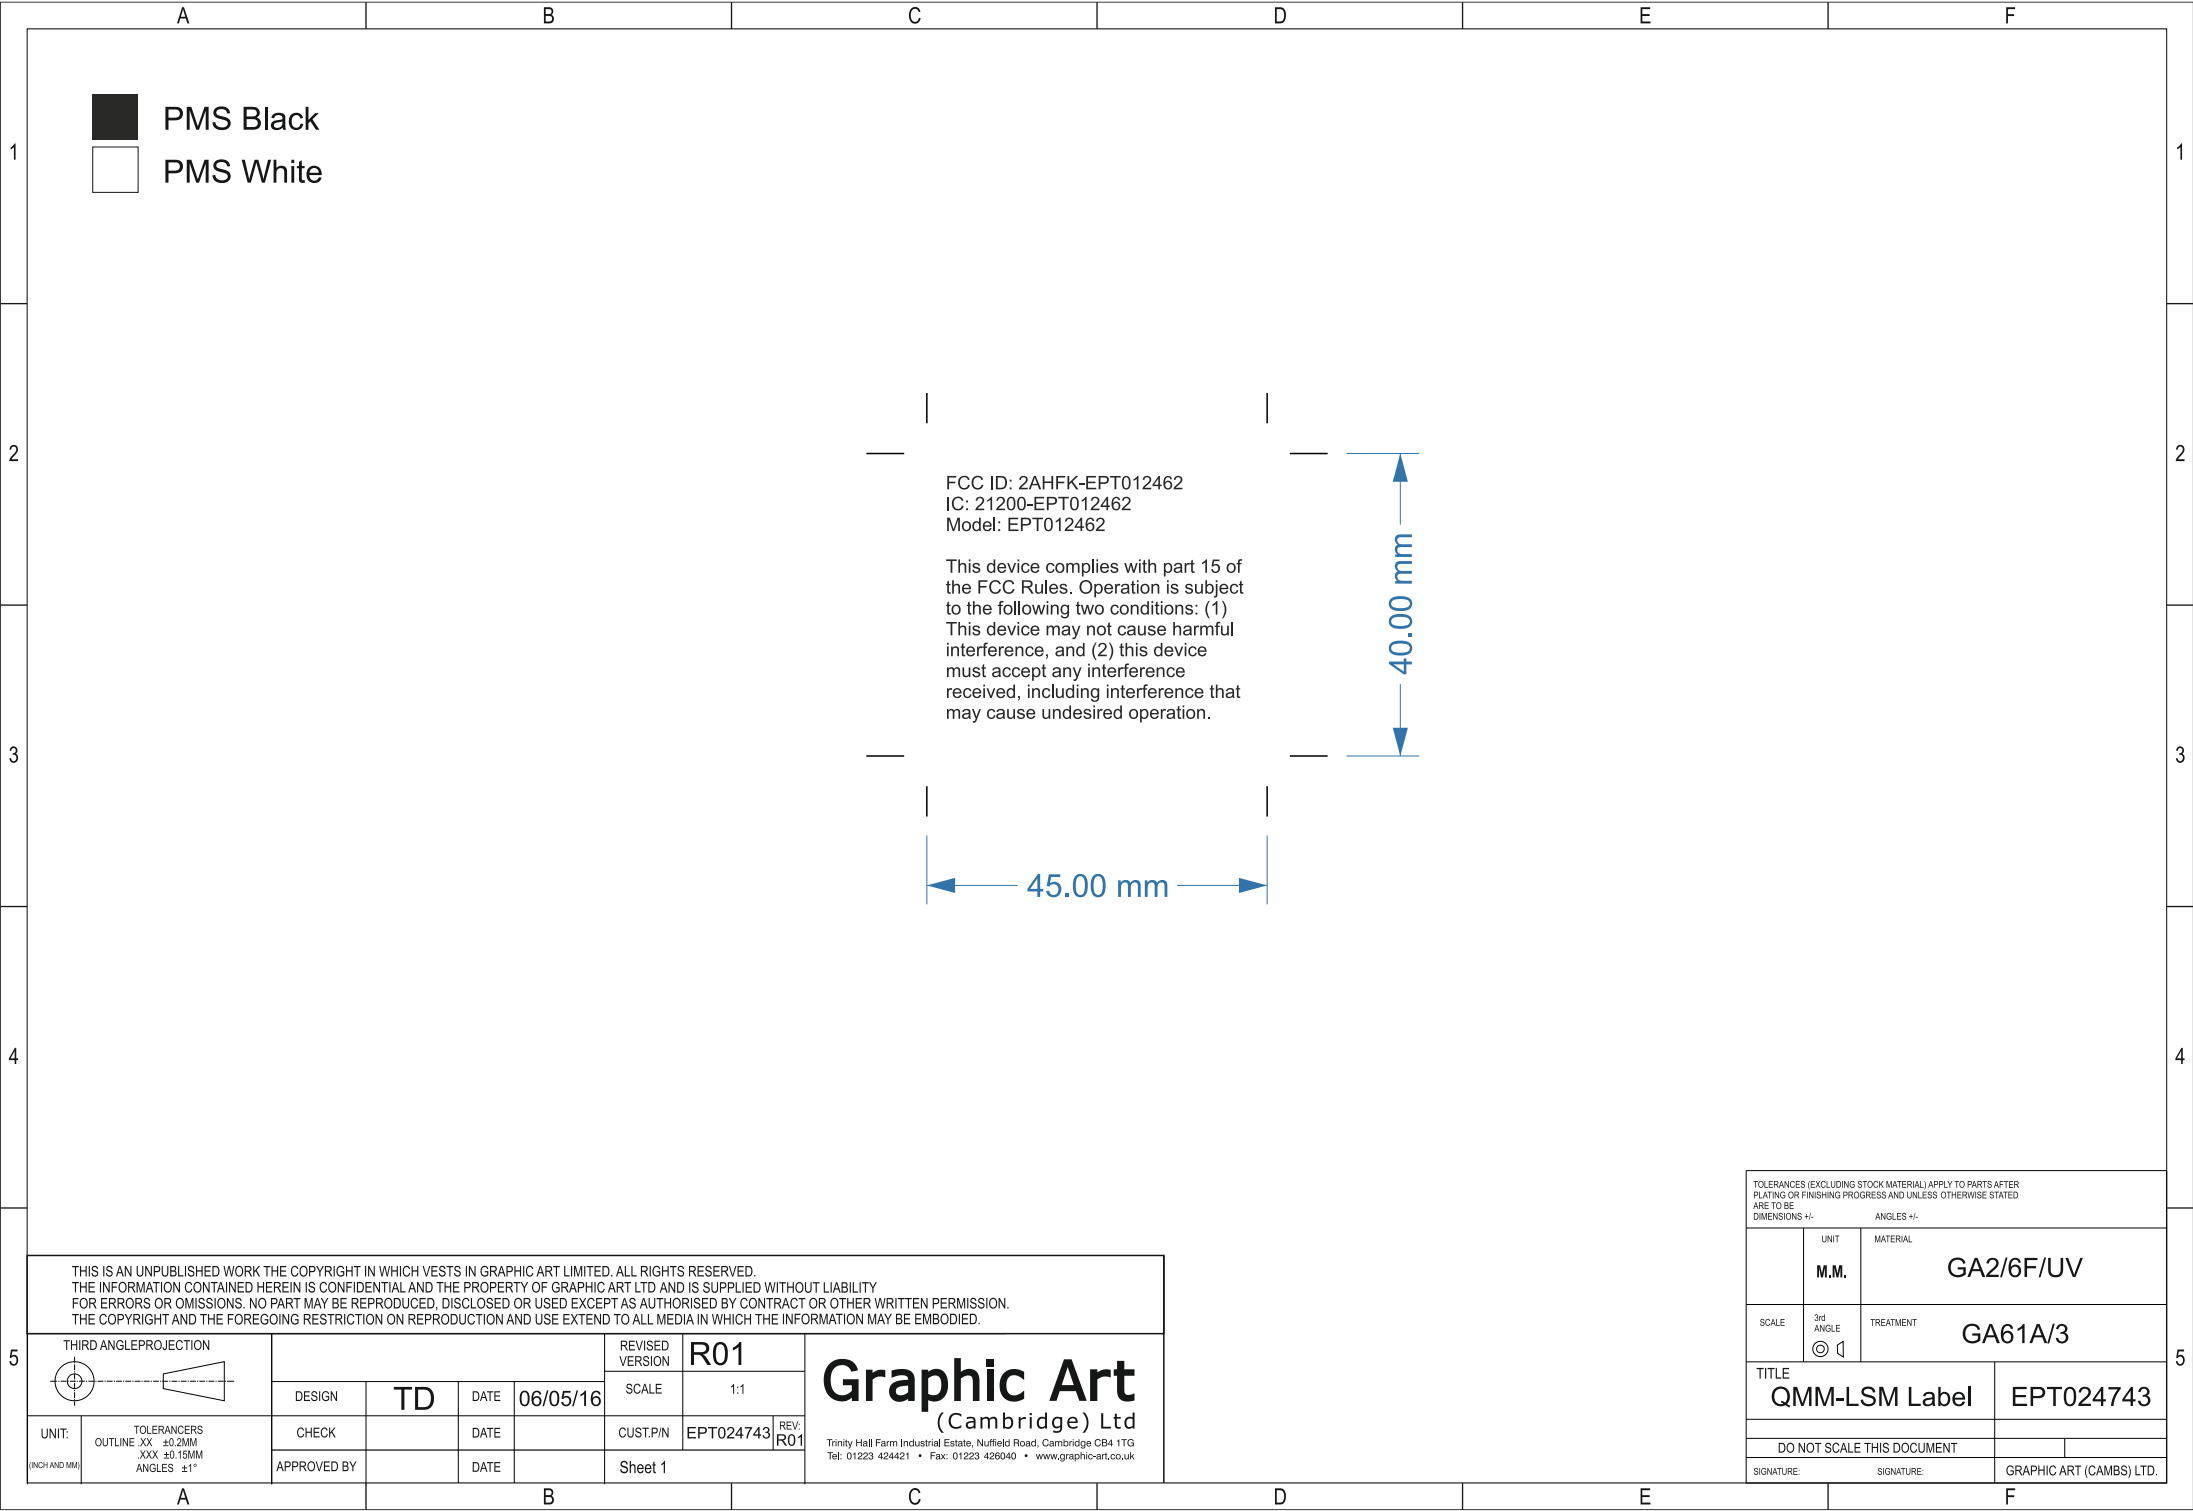 A B C D E F
PMS Black
1 1
PMS White
2 2
FCC ID: 2AHFK-EPT012462
IC: 21200-EPT012462
Model: EPT012462
This device complies with part 15 of
the FCC Rules. Operation is subject
to the following two conditions: (1)
This device may not cause harmful
interference, and (2) this device
must accept any interference
received, including interference that
may cause undesired operation.
40.00 mm
3 3
45.00 mm
4 4
TOLERANCES (EXCLUDING STOCK MATERIAL) APPLY TO PARTS AFTER
PLATING OR FINISHING PROGRESS AND UNLESS OTHERWISE STATED
ARE TO BE
DIMENSIONS +/- ANGLES +/-
UNIT MATERIAL
M.M. GA2/6F/UV
SCALE 3rd ANGLE TREATMENT GA61A/3
TITLE
QMM-LSM Label EPT024743
DO NOT SCALE THIS DOCUMENT
SIGNATURE: SIGNATURE: GRAPHIC ART (CAMBS) LTD.
THIS IS AN UNPUBLISHED WORK THE COPYRIGHT IN WHICH VESTS IN GRAPHIC ART LIMITED. ALL RIGHTS RESERVED.
THE INFORMATION CONTAINED HEREIN IS CONFIDENTIAL AND THE PROPERTY OF GRAPHIC ART LTD AND IS SUPPLIED WITHOUT LIABILITY
FOR ERRORS OR OMISSIONS. NO PART MAY BE REPRODUCED, DISCLOSED OR USED EXCEPT AS AUTHORISED BY CONTRACT OR OTHER WRITTEN PERMISSION.
THE COPYRIGHT AND THE FOREGOING RESTRICTION ON REPRODUCTION AND USE EXTEND TO ALL MEDIA IN WHICH THE INFORMATION MAY BE EMBODIED.
5 5
THIRD ANGLEPROJECTION
UNIT:
(INCH AND MM)
TOLERANCERS
OUTLINE .XX ±0.2MM
.XXX ±0.15MM
ANGLES ±1°
REVISED
VERSION R01
DESIGN TD DATE 06/05/16 SCALE 1:1
CHECK DATE CUST.P/N EPT024743 REV: R01
APPROVED BY DATE Sheet 1
Graphic Art
(Cambridge) Ltd
Trinity Hall Farm Industrial Estate, Nuffield Road, Cambridge CB4 1TG
Tel: 01223 424421 • Fax: 01223 426040 • www.graphic-art.co.uk
A B C D E F